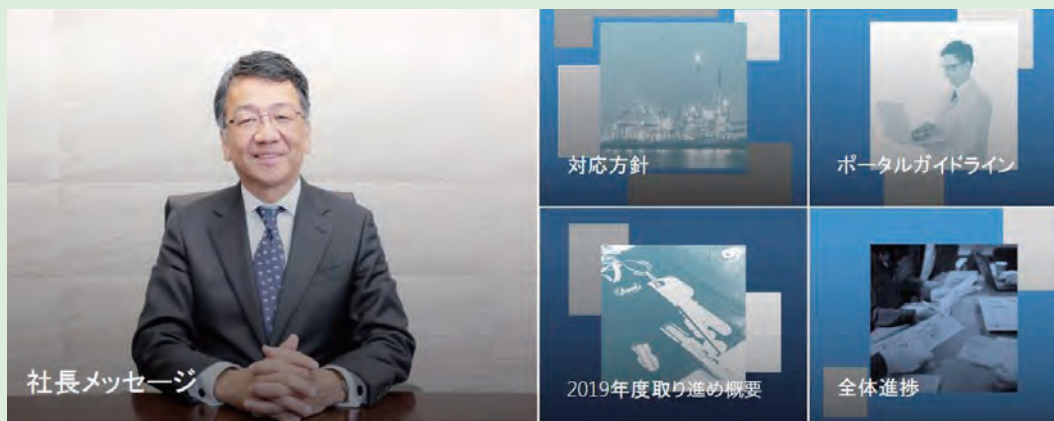 社長メッセージ
対応方針
ポータルガイドライン
2019年度取り進め概要
全体進捗